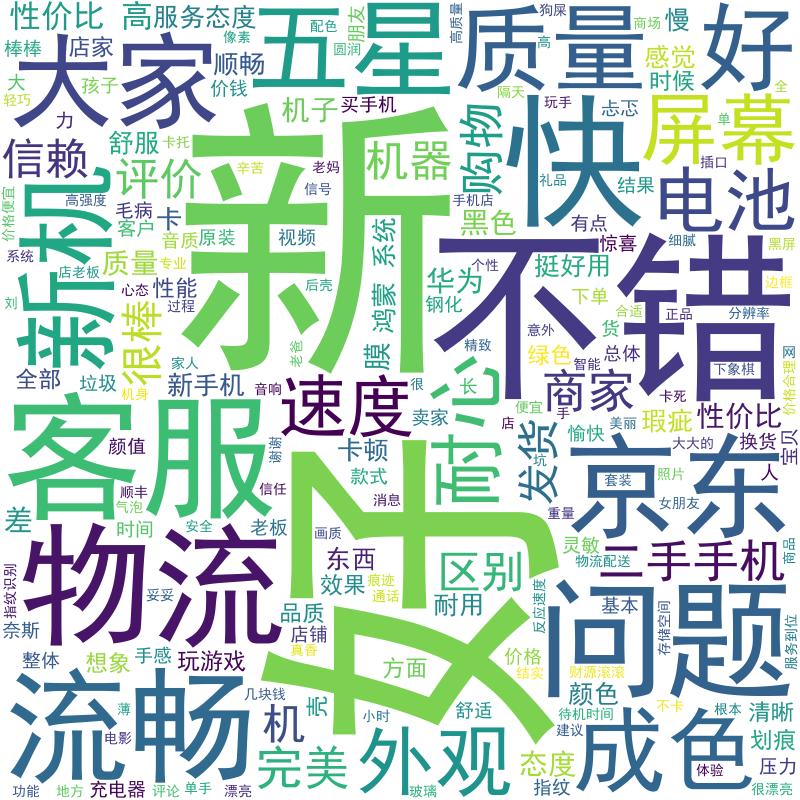 性价比
高服务态度
配色
朋友
五星
质量
高质量
狗屎
商场
慢
好
棒棒
店家
像素
圆润
高
感觉
大家
大
孩子
顺畅
价钱
隔天
玩手
时候
全
轻巧
力
机子
买手机
忐忑
单
信赖
舒服
卡托
新
辛苦
老妈
机器
购物
快
屏幕
插口
高强度
评价
信号
礼品
结果
电池
价格便宜
新机
毛病
卡
手机店
客户
音质
原装
视频
系统
黑色
有点
惊喜
细腻
黑屏
系统
店老板
质量
专业
鸿蒙
华为
个性
挺好用
不错
边框
心态
性能
后壳
膜
钢化
下单
合适
正品
刘
很棒
过程
货
分辨率
老爸
精致
意外
绿色
总体
智能
下象棋
价格合理
网
全部
垃圾
机身
新手机
家人
音响
速度
很
长
耐心
便宜
手
商家
卡死
美丽
瑕疵
性价比
客服
颜值
谢谢
卡顿
卖家
店
发货
愉快
大大的
换货
宝贝
款式
坑
京东
套装
照片
人
差
顺丰
气泡
时间
安全
信任
老板
好
消息
重量
女朋友
商品
物流
画质
东西
区别
灵敏
物流配送
二手手机
指纹识别
妥妥
效果
痕迹
通话
耐用
反应速度
问题
基本
存储空间
服务到位
奈斯
品质
店铺
真香
整体
想象
手感
玩游戏
方面
价格
结实
财源滚滚
颜色
流畅
薄
电影
几块钱
机
壳
小时
舒适
待机时间
不卡
根本
清晰
外观
成色
建议
划痕
完美
态度
指纹
体验
压力
功能
地方
充电器
评论
单手
漂亮
玻璃
很漂亮